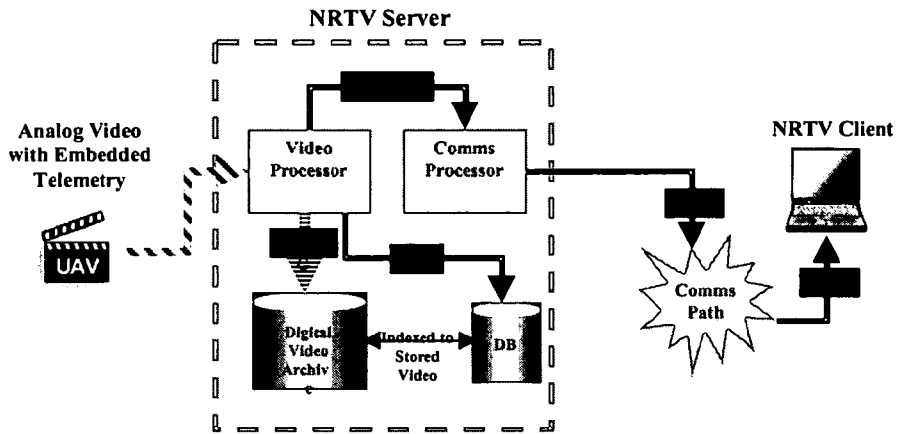 NRTV Server
Analog Video
with Embedded
Telemetry
UAV
Video
Processor
Comms
Processor
NRTV Client
Comms
Path
Digital
Video
Archiv
e
Indexed to
Stored
Video
DB